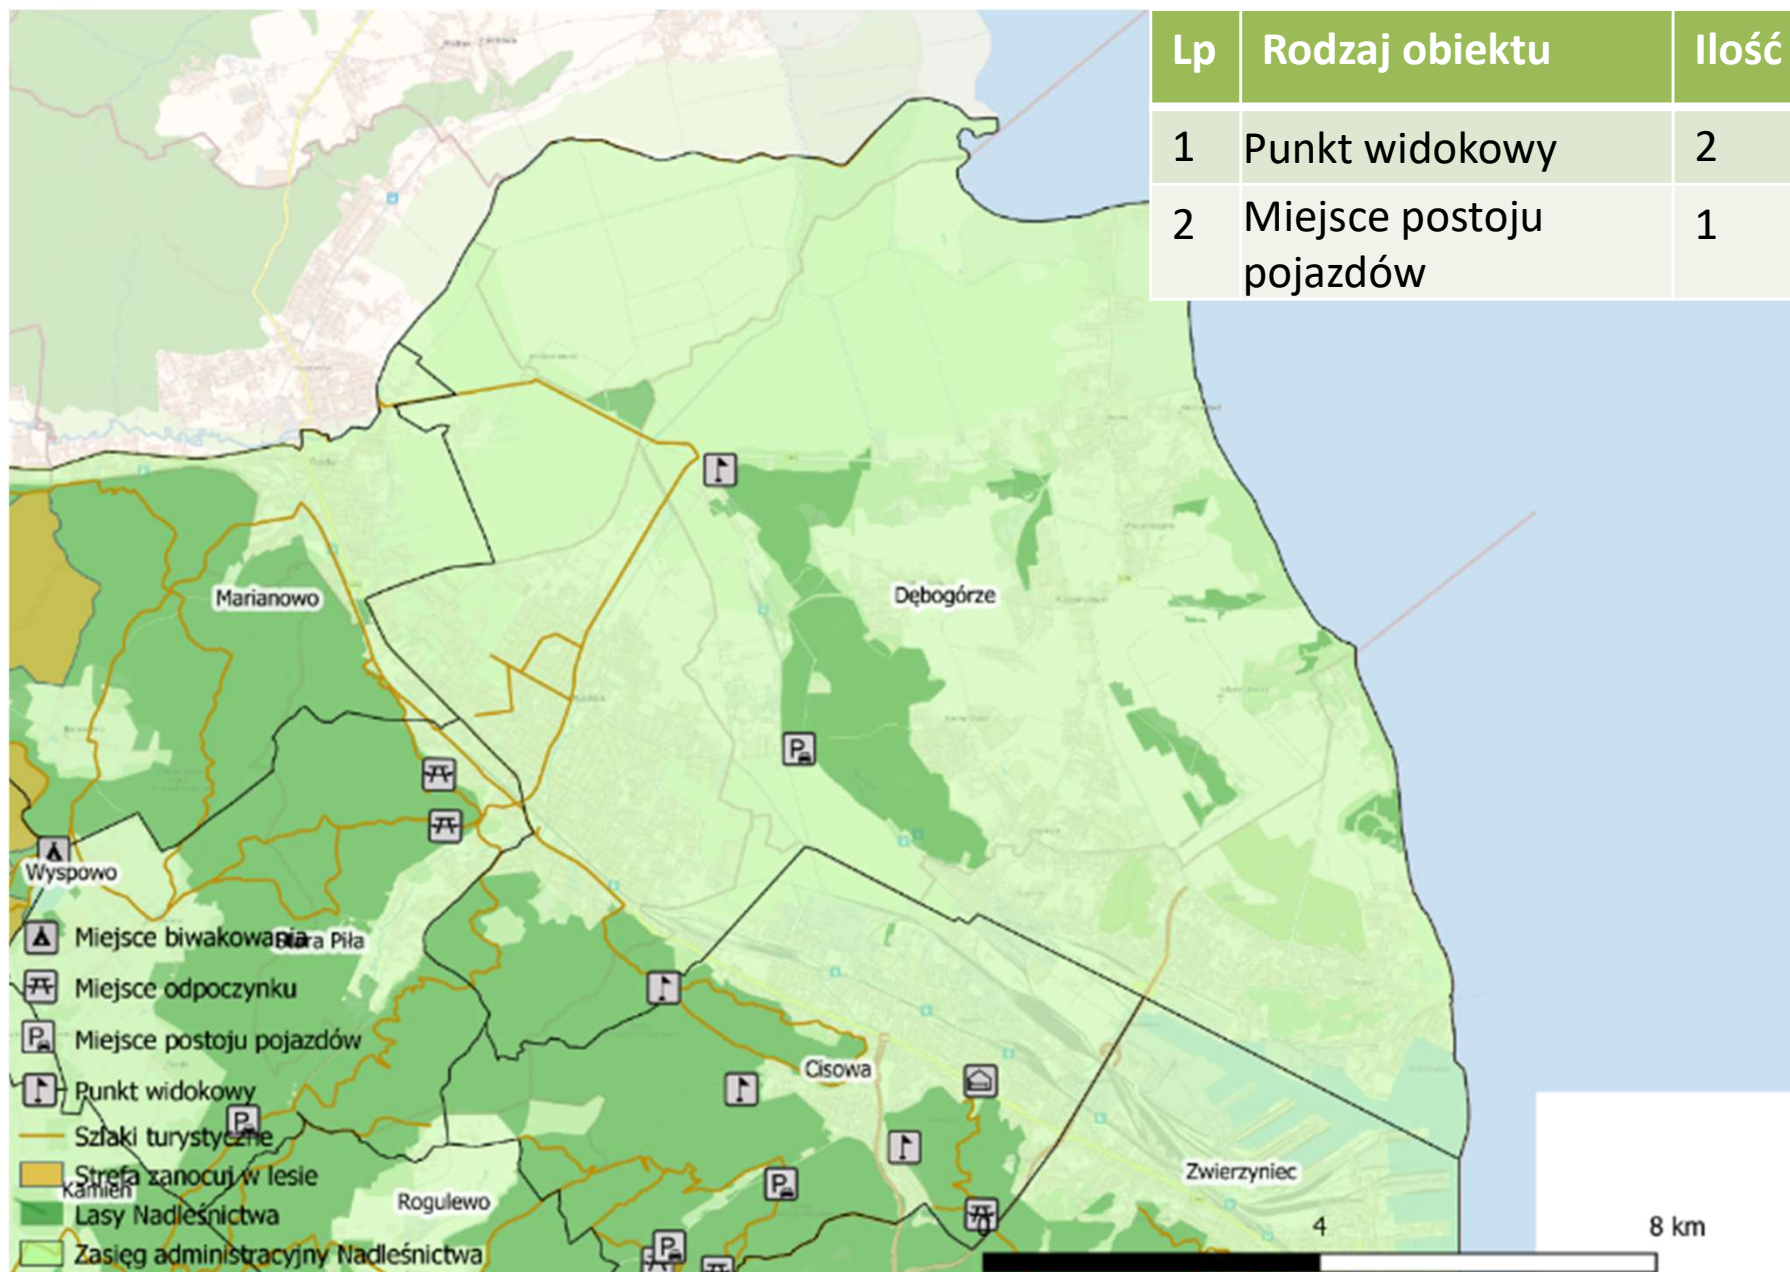 Lp Rodzaj obiektu Ilość
1 Punkt widokowy 2
2 Miejsce postoju pojazdów 1
Marianowo
Dębogórze
Wyspowo
Stara Piła
Cisowa
Zwierzyniec
Rogulewo
Kamień
Miejsce biwakowania
Miejsce odpoczynku
Miejsce postoju pojazdów
Punkt widokowy
Szlaki turystyczne
Strefa zanocuj w lesie
Lasy Nadleśnictwa
Zasięg administracyjny Nadleśnictwa
0 4 8 km